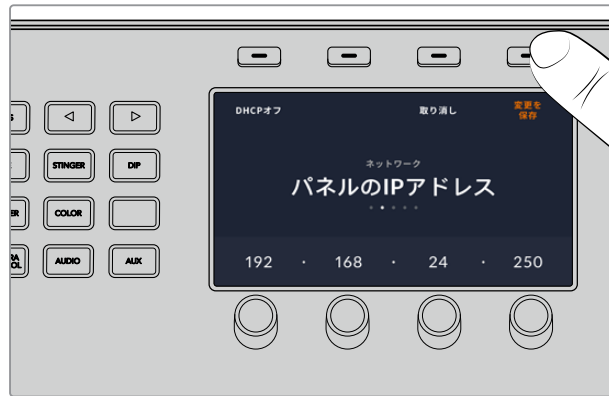 DHCPオフ
取り消し
変更を
保存
ネットワーク
パネルのIPアドレス
192 · 168 · 24 · 250
STINGER
DIP
COLOR
AUDIO
AUX